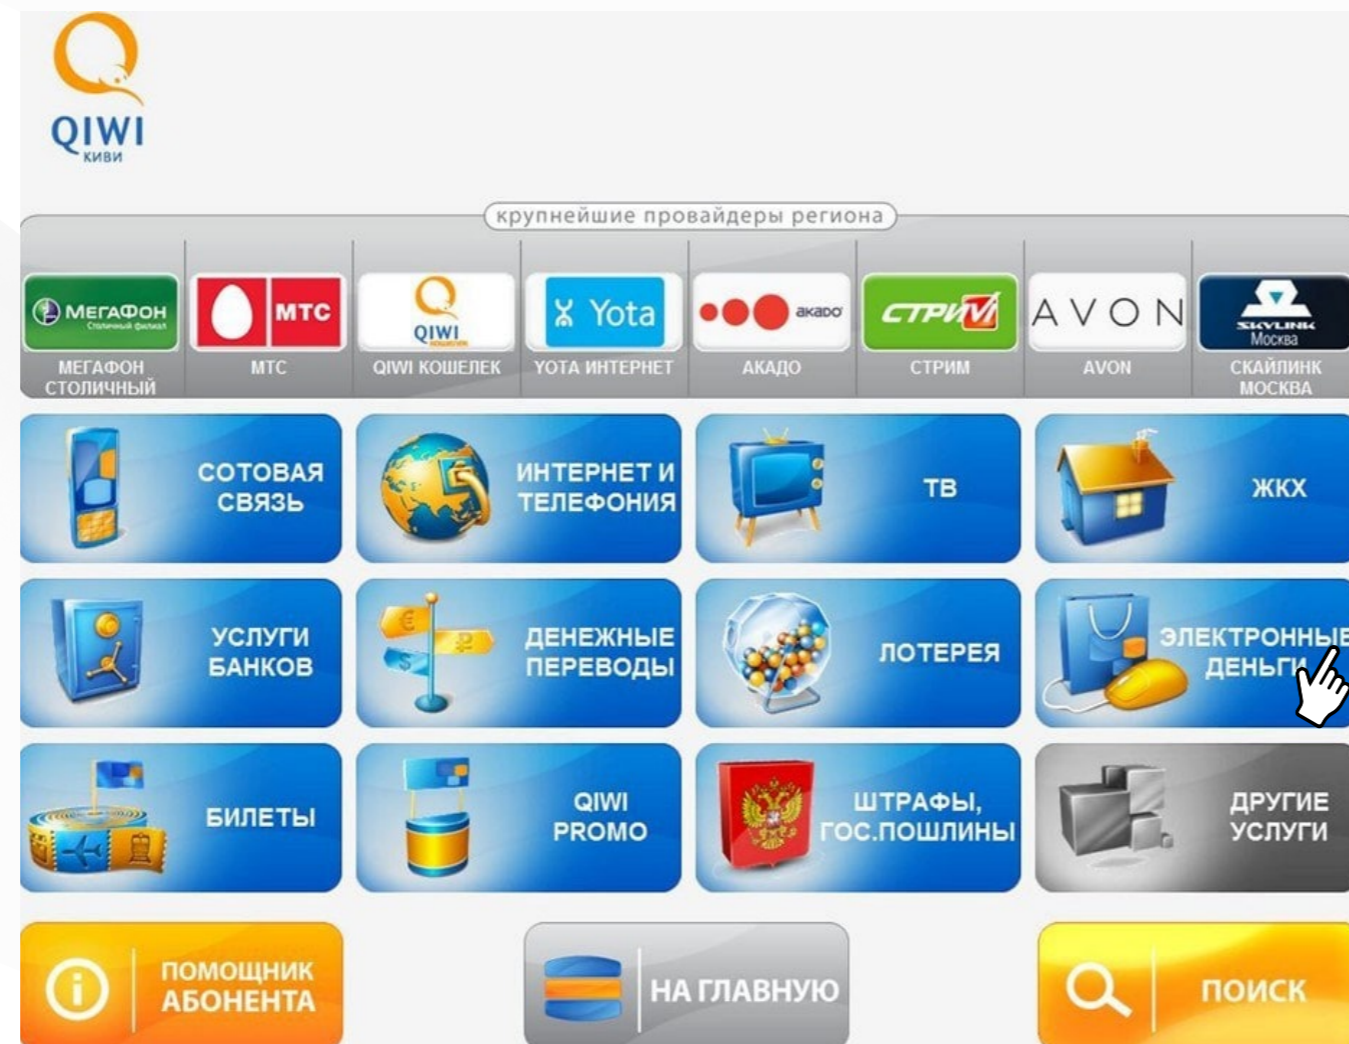 QIWI
КИВИ
крупнейшие провайдеры региона
МЕГАФОН
Столичный филиал
МТС
QIWI
КОШЕЛЕК
Yota
акадо
СТРИМ
AVON
SKYLINK
Москва
МЕГАФОН
СТОЛИЧНЫЙ
МТС
QIWI КОШЕЛЕК
YOTA ИНТЕРНЕТ
АКАДО
СТРИМ
AVON
СКАЙЛИНК
МОСКВА
СОТОВАЯ
СВЯЗЬ
ИНТЕРНЕТ И
ТЕЛЕФОНИЯ
ТВ
ЖКХ
УСЛУГИ
БАНКОВ
ДЕНЕЖНЫЕ
ПЕРЕВОДЫ
ЛОТЕРЕЯ
ЭЛЕКТРОННЫЕ
ДЕНЬГИ
БИЛЕТЫ
QIWI
PROMO
ШТРАФЫ,
ГОС.ПОШЛИНЫ
ДРУГИЕ
УСЛУГИ
ПОМОЩНИК
АБОНЕНТА
НА ГЛАВНУЮ
ПОИСК